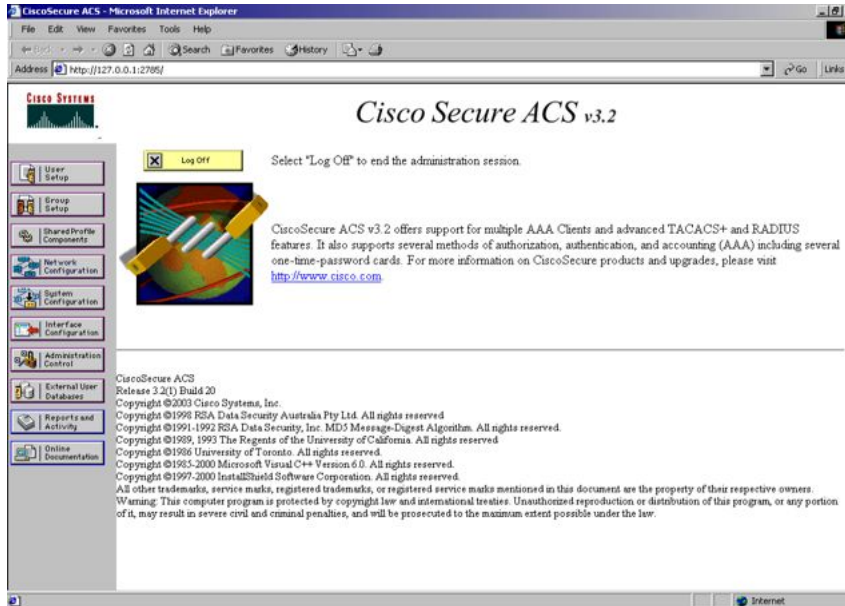 CiscoSecure ACS - Microsoft Internet Explorer
File Edit View Favorites Tools Help
Back Search Favorites History
Address http://127.0.0.1:2785/ Go Links
CISCO SYSTEMS
Cisco Secure ACS v3.2
Log Off
Select "Log Off" to end the administration session.
User
Setup
Group
Setup
Shared Profile
Components
Network
Configuration
System
Configuration
Interface
Configuration
Administration
Control
External User
Databases
Reports and
Activity
Online
Documentation
CiscoSecure ACS v3.2 offers support for multiple AAA Clients and advanced TACACS+ and RADIUS
features. It also supports several methods of authorization, authentication, and accounting (AAA) including several
one-time-password cards. For more information on CiscoSecure products and upgrades, please visit
http://www.cisco.com.
CiscoSecure ACS
Release 3.2(1) Build 20
Copyright ©2003 Cisco Systems, Inc.
Copyright ©1998 RSA Data Security Australia Pty Ltd. All rights reserved
Copyright ©1991-1992 RSA Data Security, Inc. MD5 Message-Digest Algorithm. All rights reserved.
Copyright ©1989, 1993 The Regents of the University of California. All rights reserved
Copyright ©1986 University of Toronto. All rights reserved.
Copyright ©1985-2000 Microsoft Visual C++ Version 6.0. All rights reserved.
Copyright ©1997-2000 InstallShield Software Corporation. All rights reserved.
All other trademarks, service marks, registered trademarks, or registered service marks mentioned in this document are the property of their respective owners.
Warning: This computer program is protected by copyright law and international treaties. Unauthorized reproduction or distribution of this program, or any portion
of it, may result in severe civil and criminal penalties, and will be prosecuted to the maximum extent possible under the law.
Internet